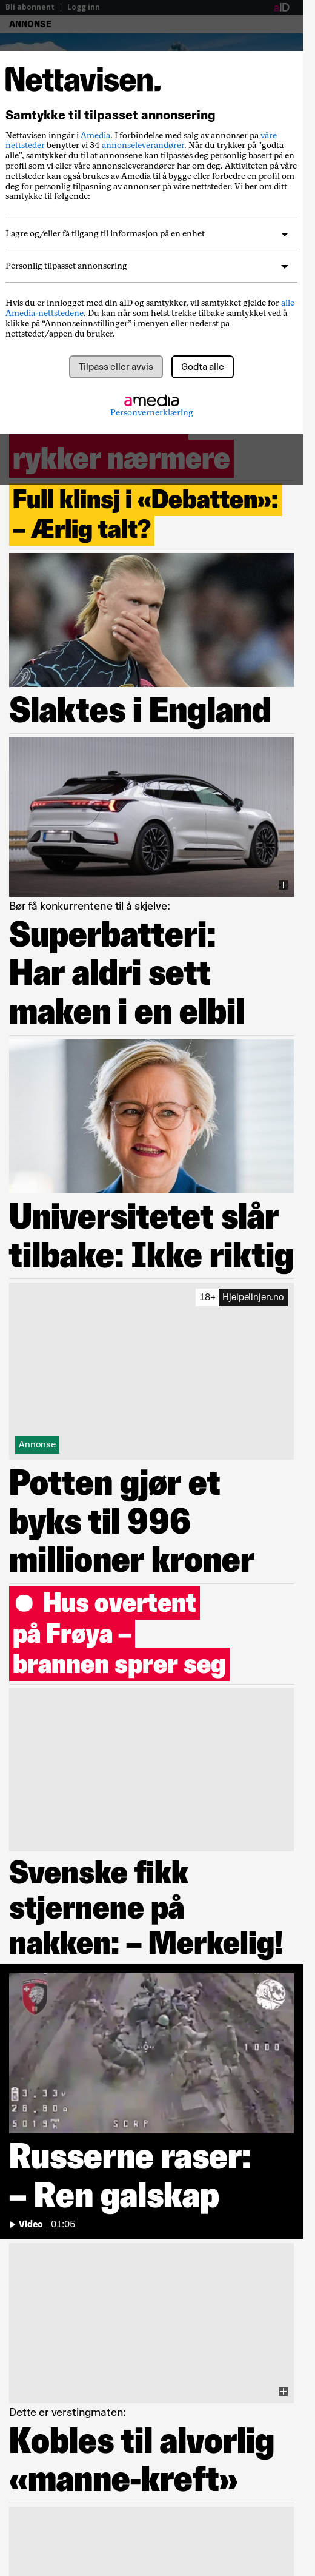 Bli abonnent | Logg inn
aID
ANNONSE
Nettavisen.
Samtykke til tilpasset annonsering
Nettavisen inngår i Amedia. I forbindelse med salg av annonser på våre
nettsteder benytter vi 34 annonseleverandører. Når du trykker på "godta
alle", samtykker du til at annonsene kan tilpasses deg personlig basert på en
profil som vi eller våre annonseleverandører har om deg. Aktiviteten på våre
nettsteder kan også brukes av Amedia til å bygge eller forbedre en profil om
deg for personlig tilpasning av annonser på våre nettsteder. Vi ber om ditt
samtykke til følgende:
Lagre og/eller få tilgang til informasjon på en enhet
Personlig tilpasset annonsering
Hvis du er innlogget med din aID og samtykker, vil samtykket gjelde for alle
Amedia-nettstedene. Du kan når som helst trekke tilbake samtykket ved å
klikke på “Annonseinnstillinger” i menyen eller nederst på
nettstedet/appen du bruker.
Tilpass eller avvis
Godta alle
amedia
Personvernerklæring
rykker nærmere
Full klinsj i «Debatten»:
– Ærlig talt?
Slaktes i England
Bør få konkurrentene til å skjelve:
Superbatteri:
Har aldri sett
maken i en elbil
Universitetet slår
tilbake: Ikke riktig
18+ Hjelpelinjen.no
Annonse
Potten gjør et
byks til 996
millioner kroner
Hus overtent
på Frøya –
brannen sprer seg
Svenske fikk
stjernene på
nakken: – Merkelig!
1000
SCRP
Russerne raser:
– Ren galskap
Video | 01:05
Dette er verstingmaten:
Kobles til alvorlig
«manne-kreft»